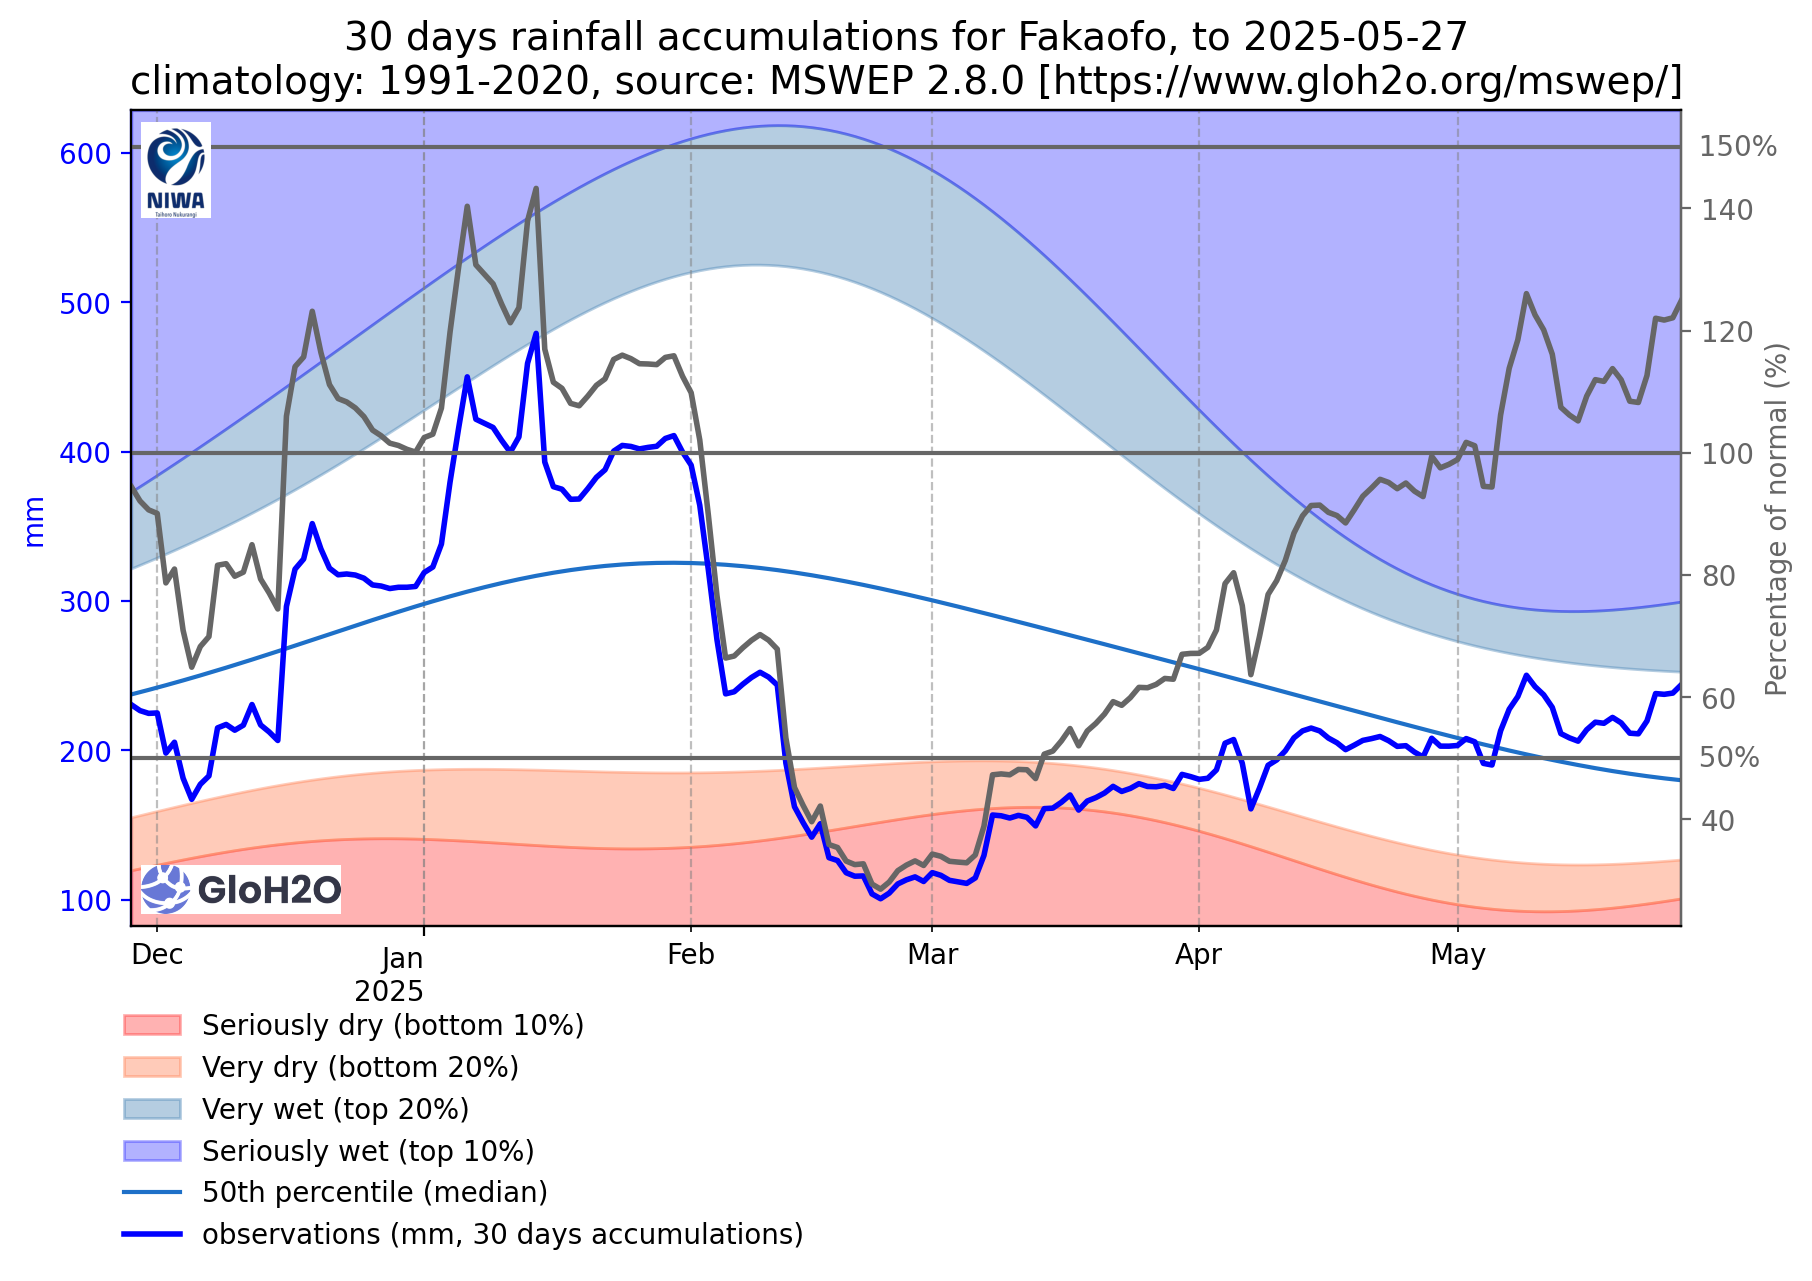 30 days rainfall accumulations for Fakaofo, to 2025-05-27
climatology: 1991-2020, source: MSWEP 2.8.0 [https://www.gloh2o.org/mswep/]
NIWA
Taihoro Nukurangi
600
500
400
300
200
100
mm
150%
140
120
100
80
60
50%
40
Percentage of normal (%)
GloH2O
Dec
Jan
2025
Feb
Mar
Apr
May
Seriously dry (bottom 10%)
Very dry (bottom 20%)
Very wet (top 20%)
Seriously wet (top 10%)
50th percentile (median)
observations (mm, 30 days accumulations)